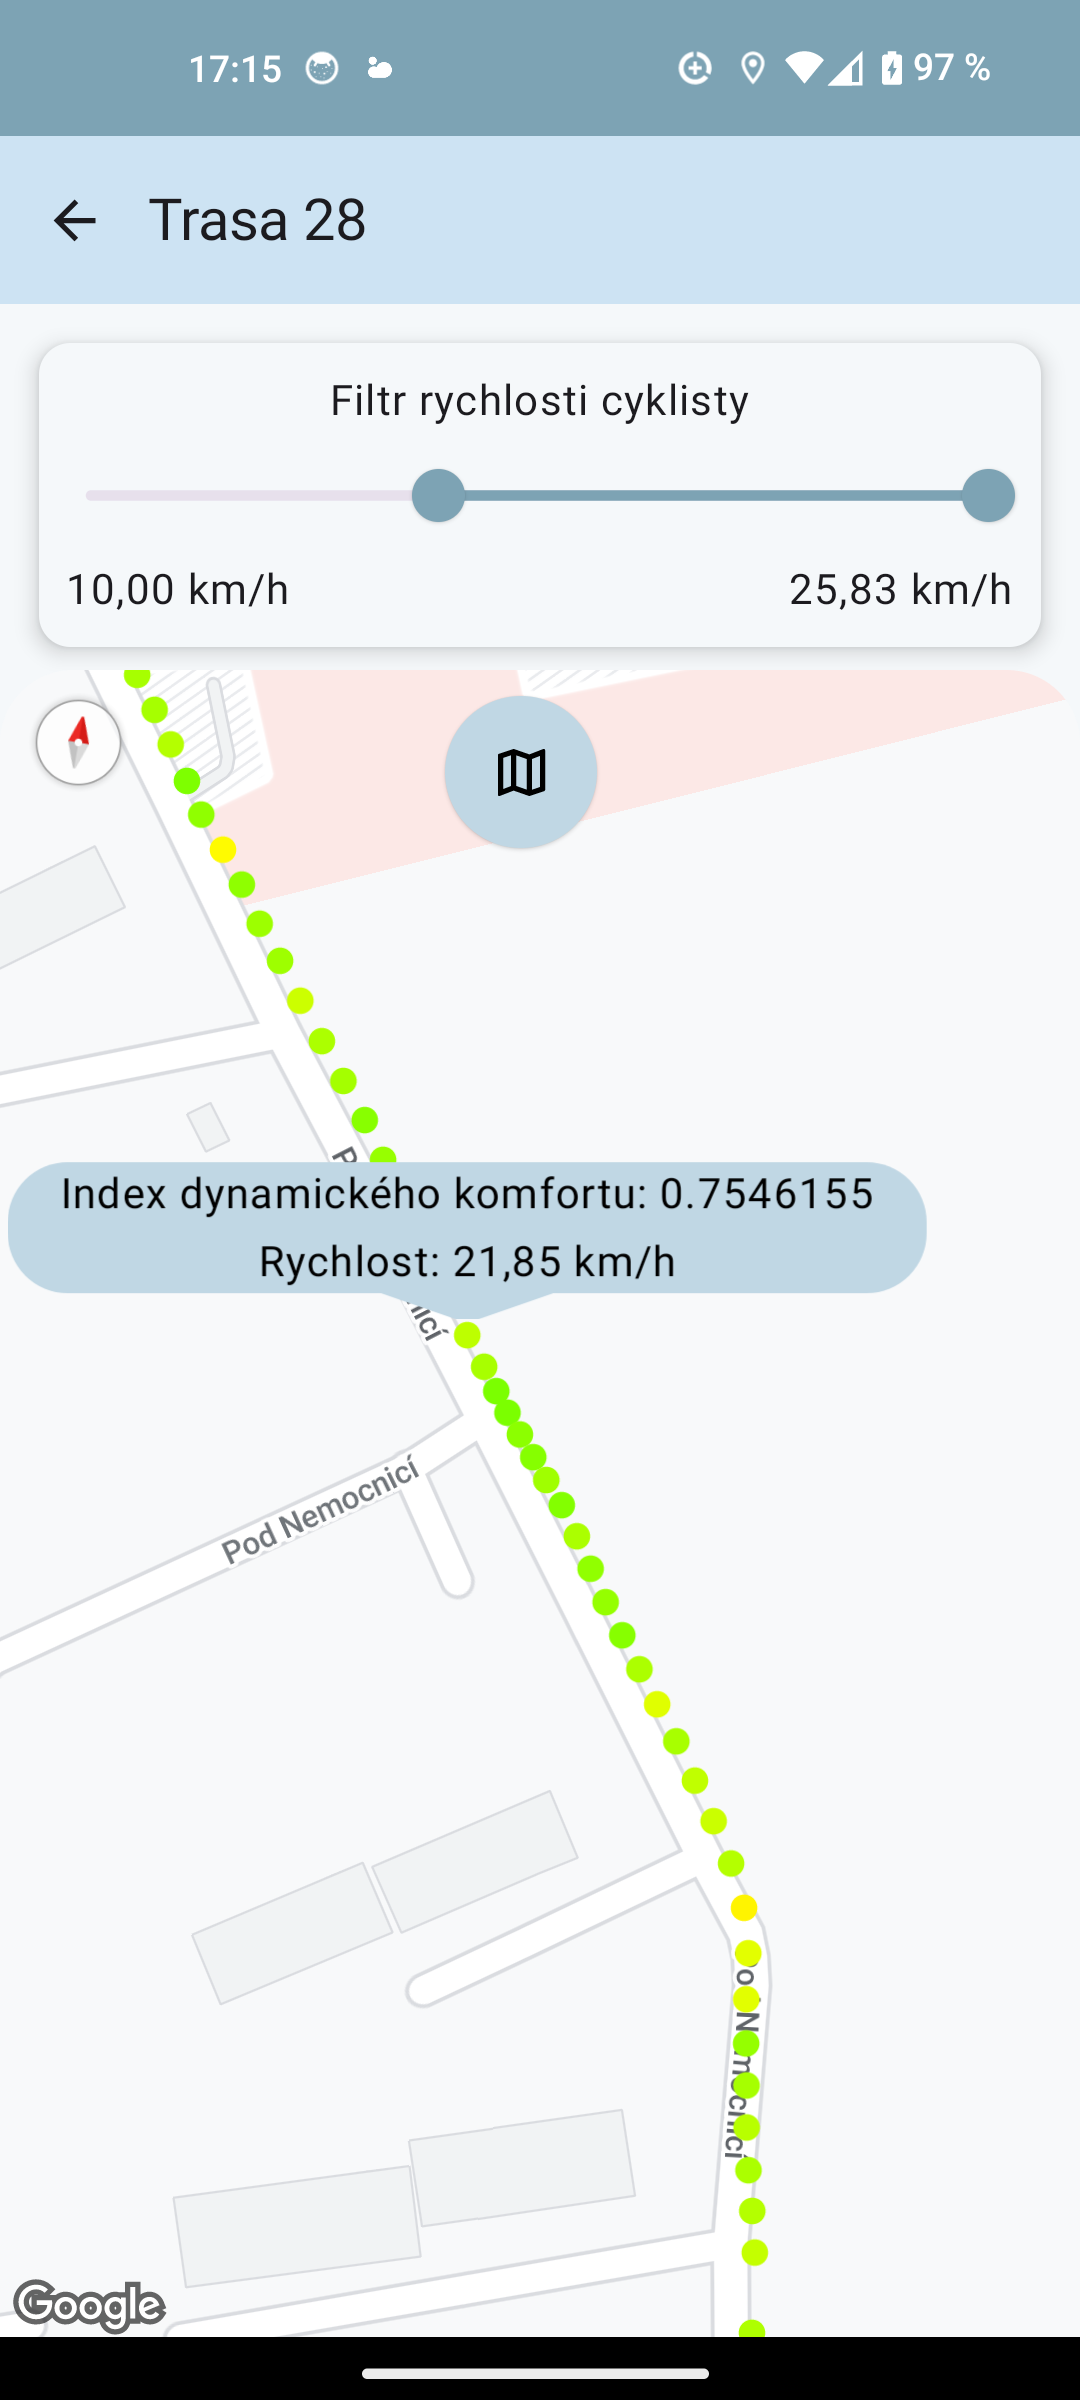 17:15
97 %
Trasa 28
Filtr rychlosti cyklisty
10,00 km/h
25,83 km/h
Index dynamického komfortu: 0.7546155
Rychlost: 21,85 km/h
Pod Nemocnicí
Google